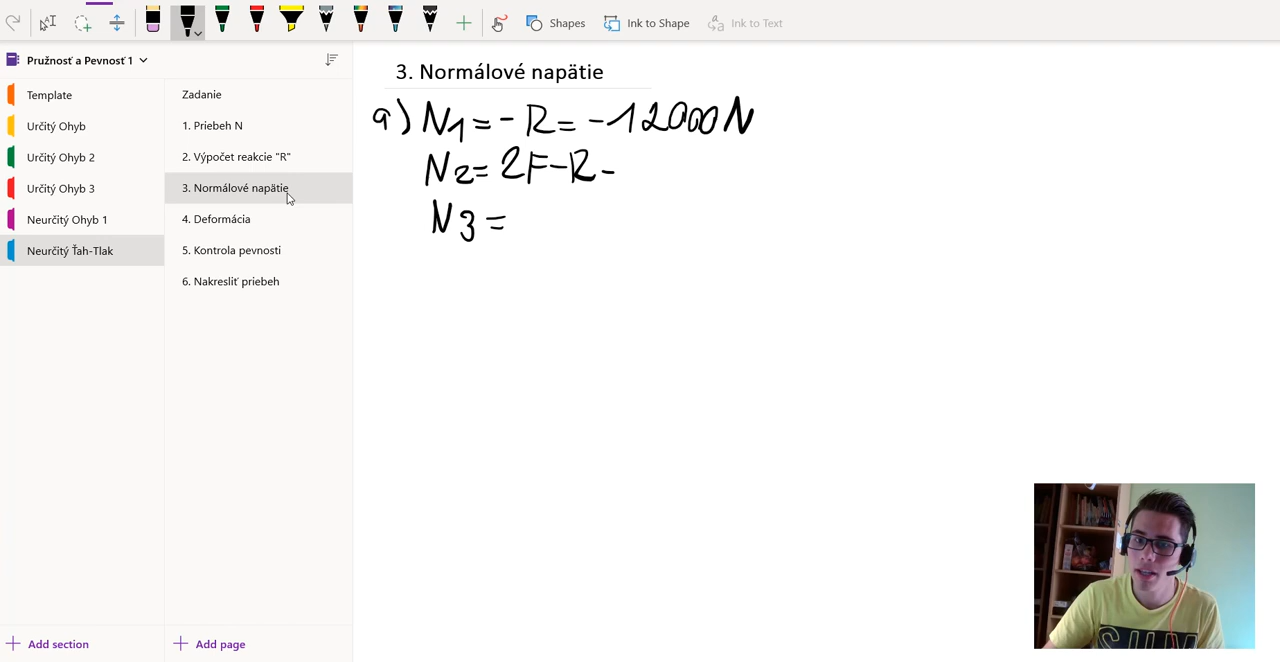 Shapes
Ink to Shape
Ink to Text
Pružnosť a Pevnosť 1
Template
Určitý Ohyb
Určitý Ohyb 2
Určitý Ohyb 3
Neurčitý Ohyb 1
Neurčitý Ťah-Tlak
Add section
Zadanie
1. Priebeh N
2. Výpočet reakcie "R"
3. Normálové napätie
4. Deformácia
5. Kontrola pevnosti
6. Nakresliť priebeh
Add page
3. Normálové napätie
a) N1 = - R = -12000N
N2 = 2F-R -
N3 =